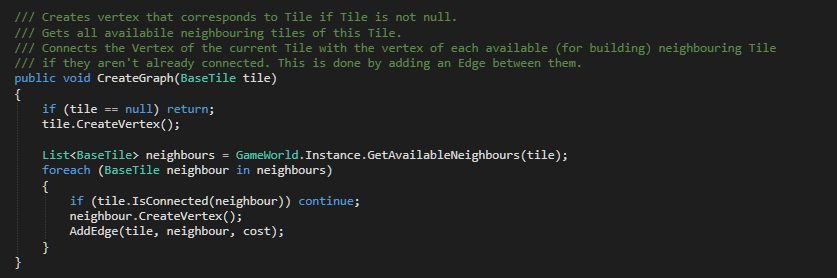 /// Creates vertex that corresponds to Tile if Tile is not null.
/// Gets all availabile neighbouring tiles of this Tile.
/// Connects the Vertex of the current Tile with the vertex of each available (for building) neighbouring Tile
/// if they aren't already connected. This is done by adding an Edge between them.
public void CreateGraph(BaseTile tile)
{
    if (tile == null) return;
    tile.CreateVertex();

    List<BaseTile> neighbours = GameWorld.Instance.GetAvailableNeighbours(tile);
    foreach (BaseTile neighbour in neighbours)
    {
        if (tile.IsConnected(neighbour)) continue;
        neighbour.CreateVertex();
        AddEdge(tile, neighbour, cost);
    }
}